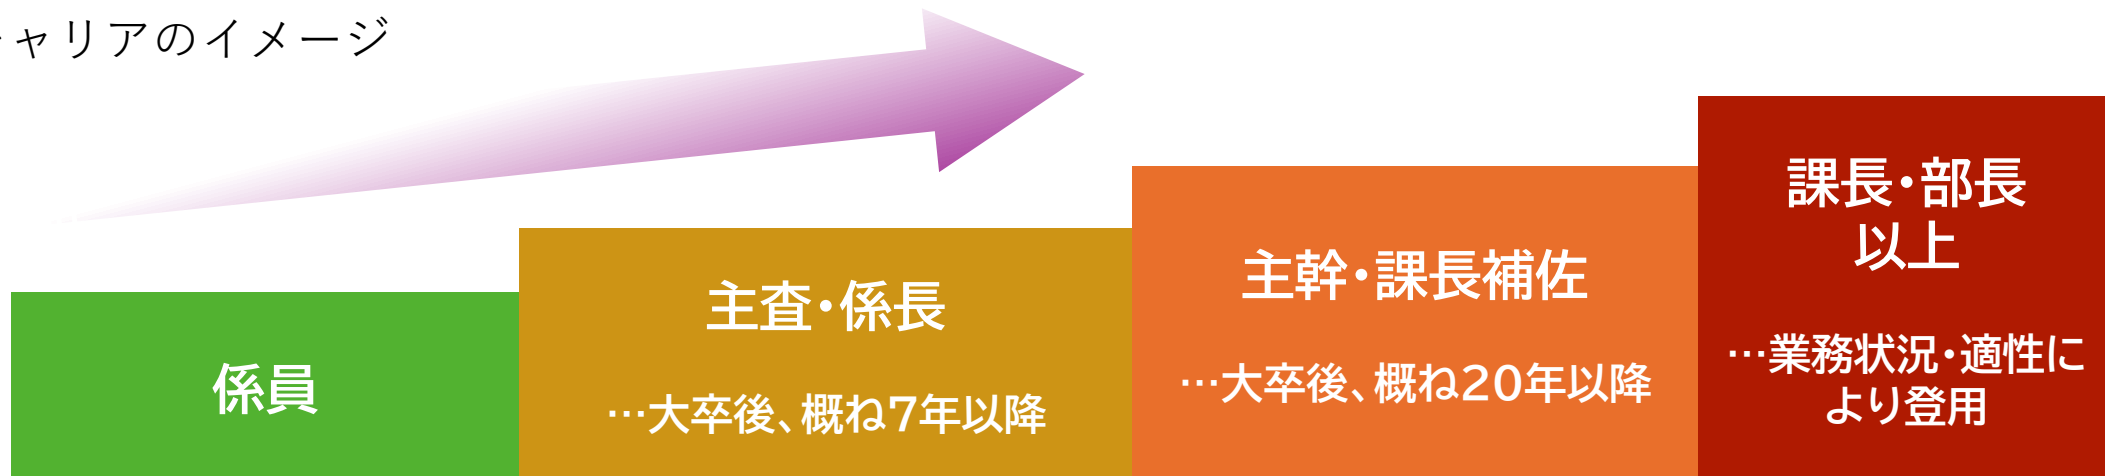 ャリアのイメージ
係員
主査・係長
…大卒後、概ね7年以降
主幹・課長補佐
…大卒後、概ね20年以降
課長・部長
以上
…業務状況・適性に
より登用